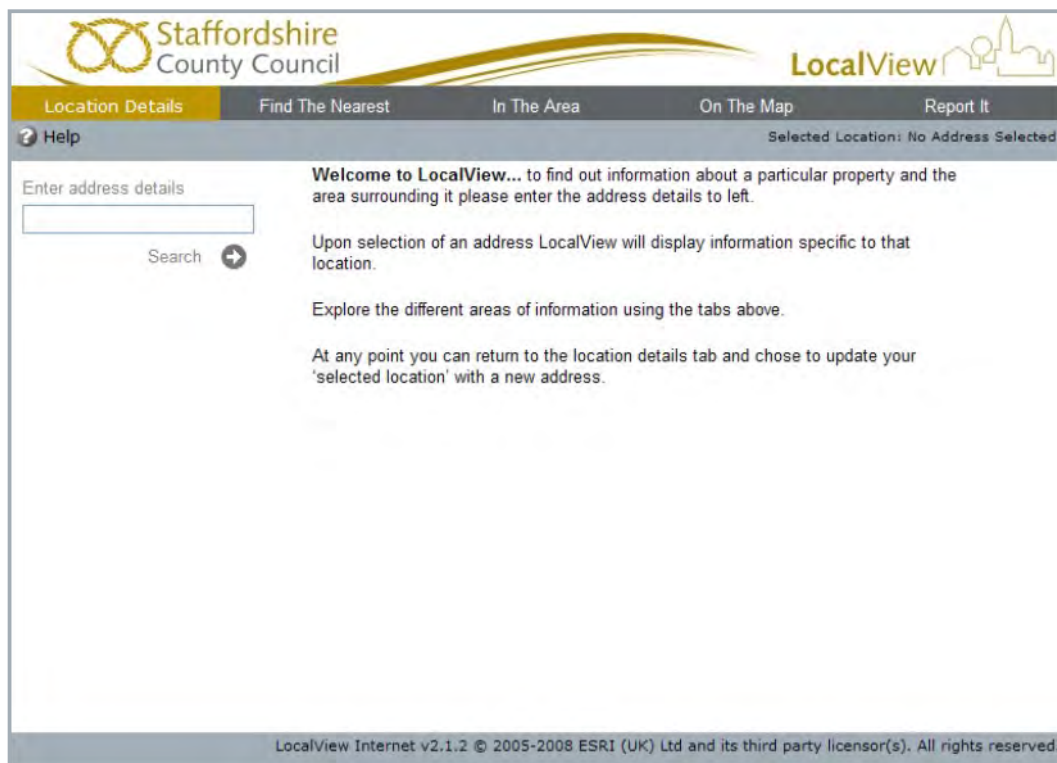 Staffordshire
County Council
LocalView
Location Details Find The Nearest In The Area On The Map Report It
Help Selected Location: No Address Selected
Enter address details
Search
Welcome to LocalView... to find out information about a particular property and the
area surrounding it please enter the address details to left.
Upon selection of an address LocalView will display information specific to that
location.
Explore the different areas of information using the tabs above.
At any point you can return to the location details tab and chose to update your
‘selected location’ with a new address.
LocalView Internet v2.1.2 © 2005-2008 ESRI (UK) Ltd and its third party licensor(s). All rights reserved.